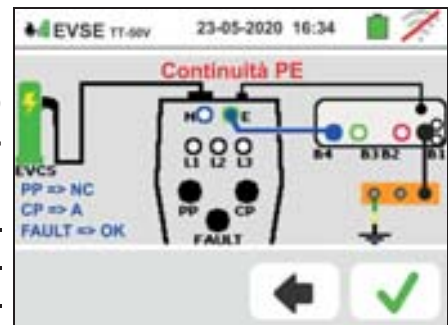 EVSE TT-50V 23-05-2020 16:34
Continuità PE
N E
L1 L2 L3
B4 B3 B2 B1
EVCS
PP => NC
CP => A
FAULT => OK
PP CP
FAULT